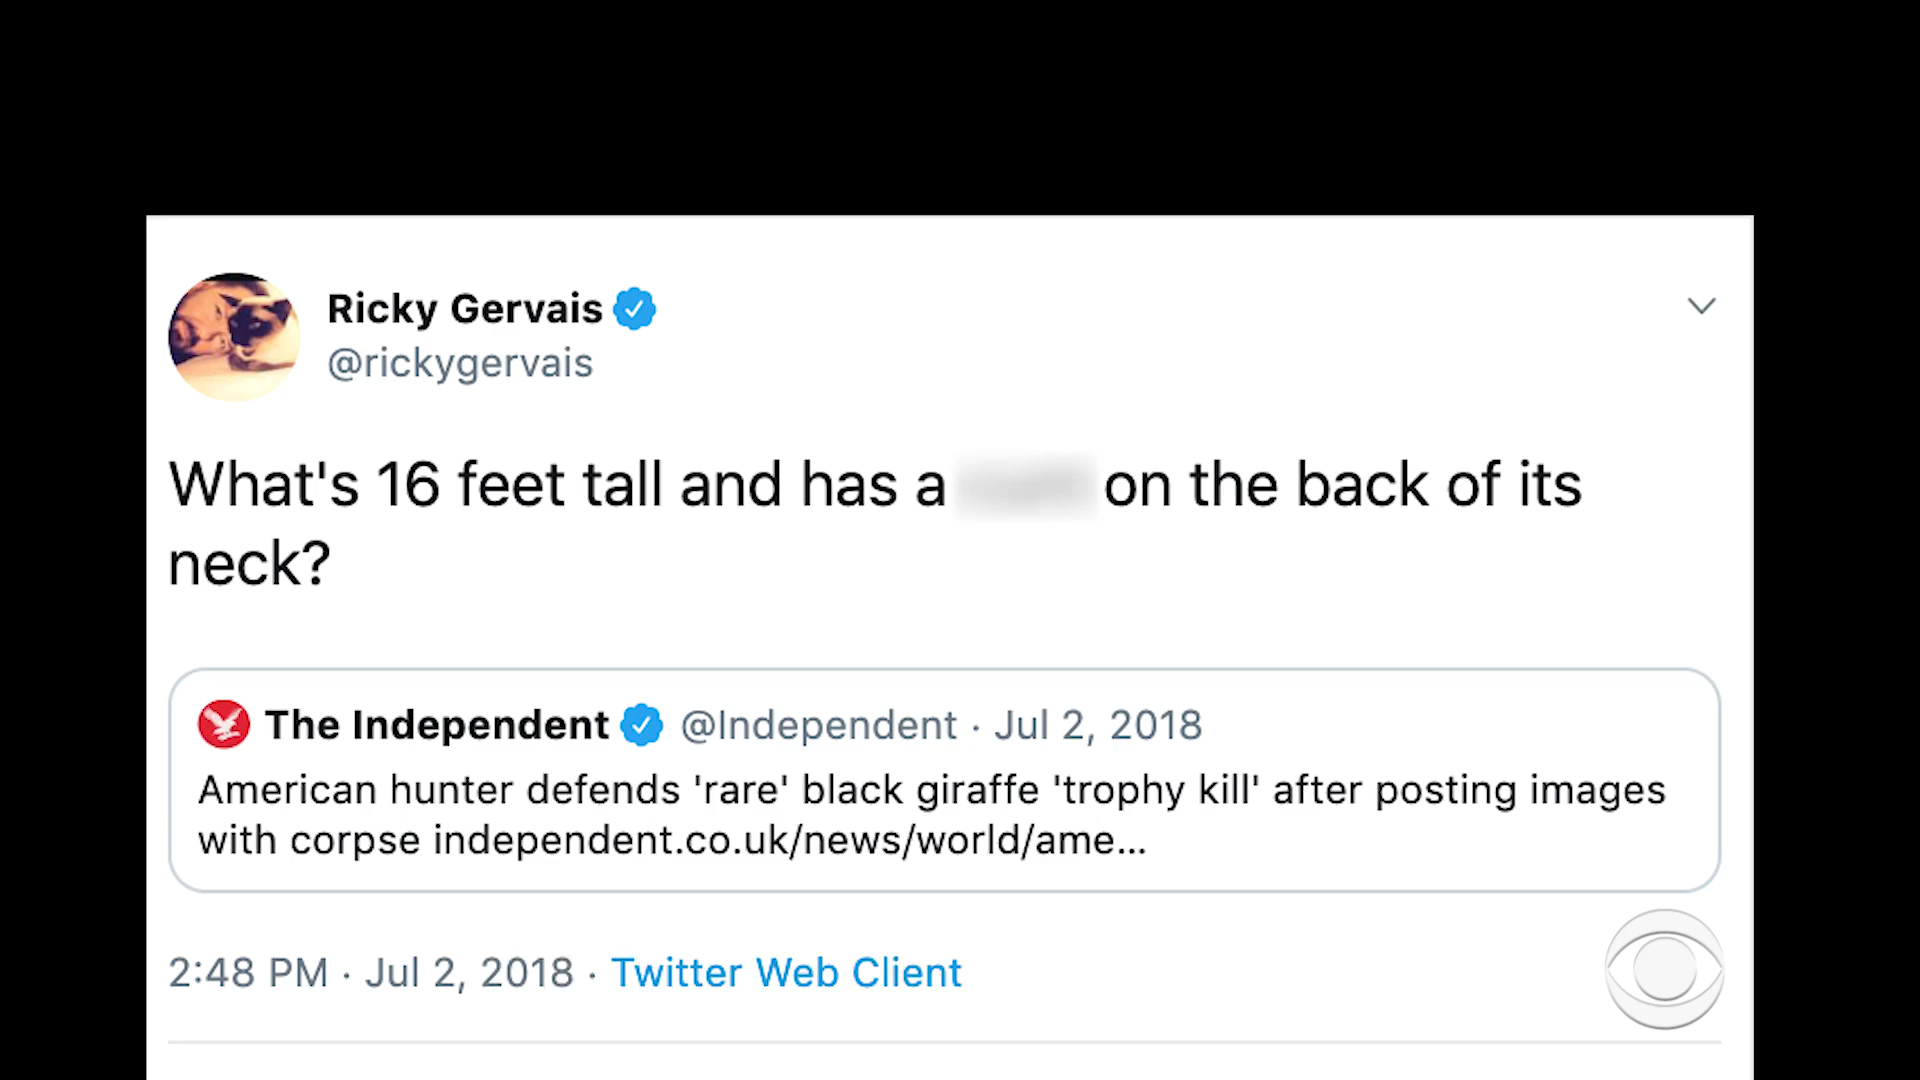 Ricky Gervais
@rickygervais
What's 16 feet tall and has a on the back of its
neck?
The Independent @Independent · Jul 2, 2018
American hunter defends 'rare' black giraffe 'trophy kill' after posting images
with corpse independent.co.uk/news/world/ame...
2:48 PM · Jul 2, 2018 · Twitter Web Client